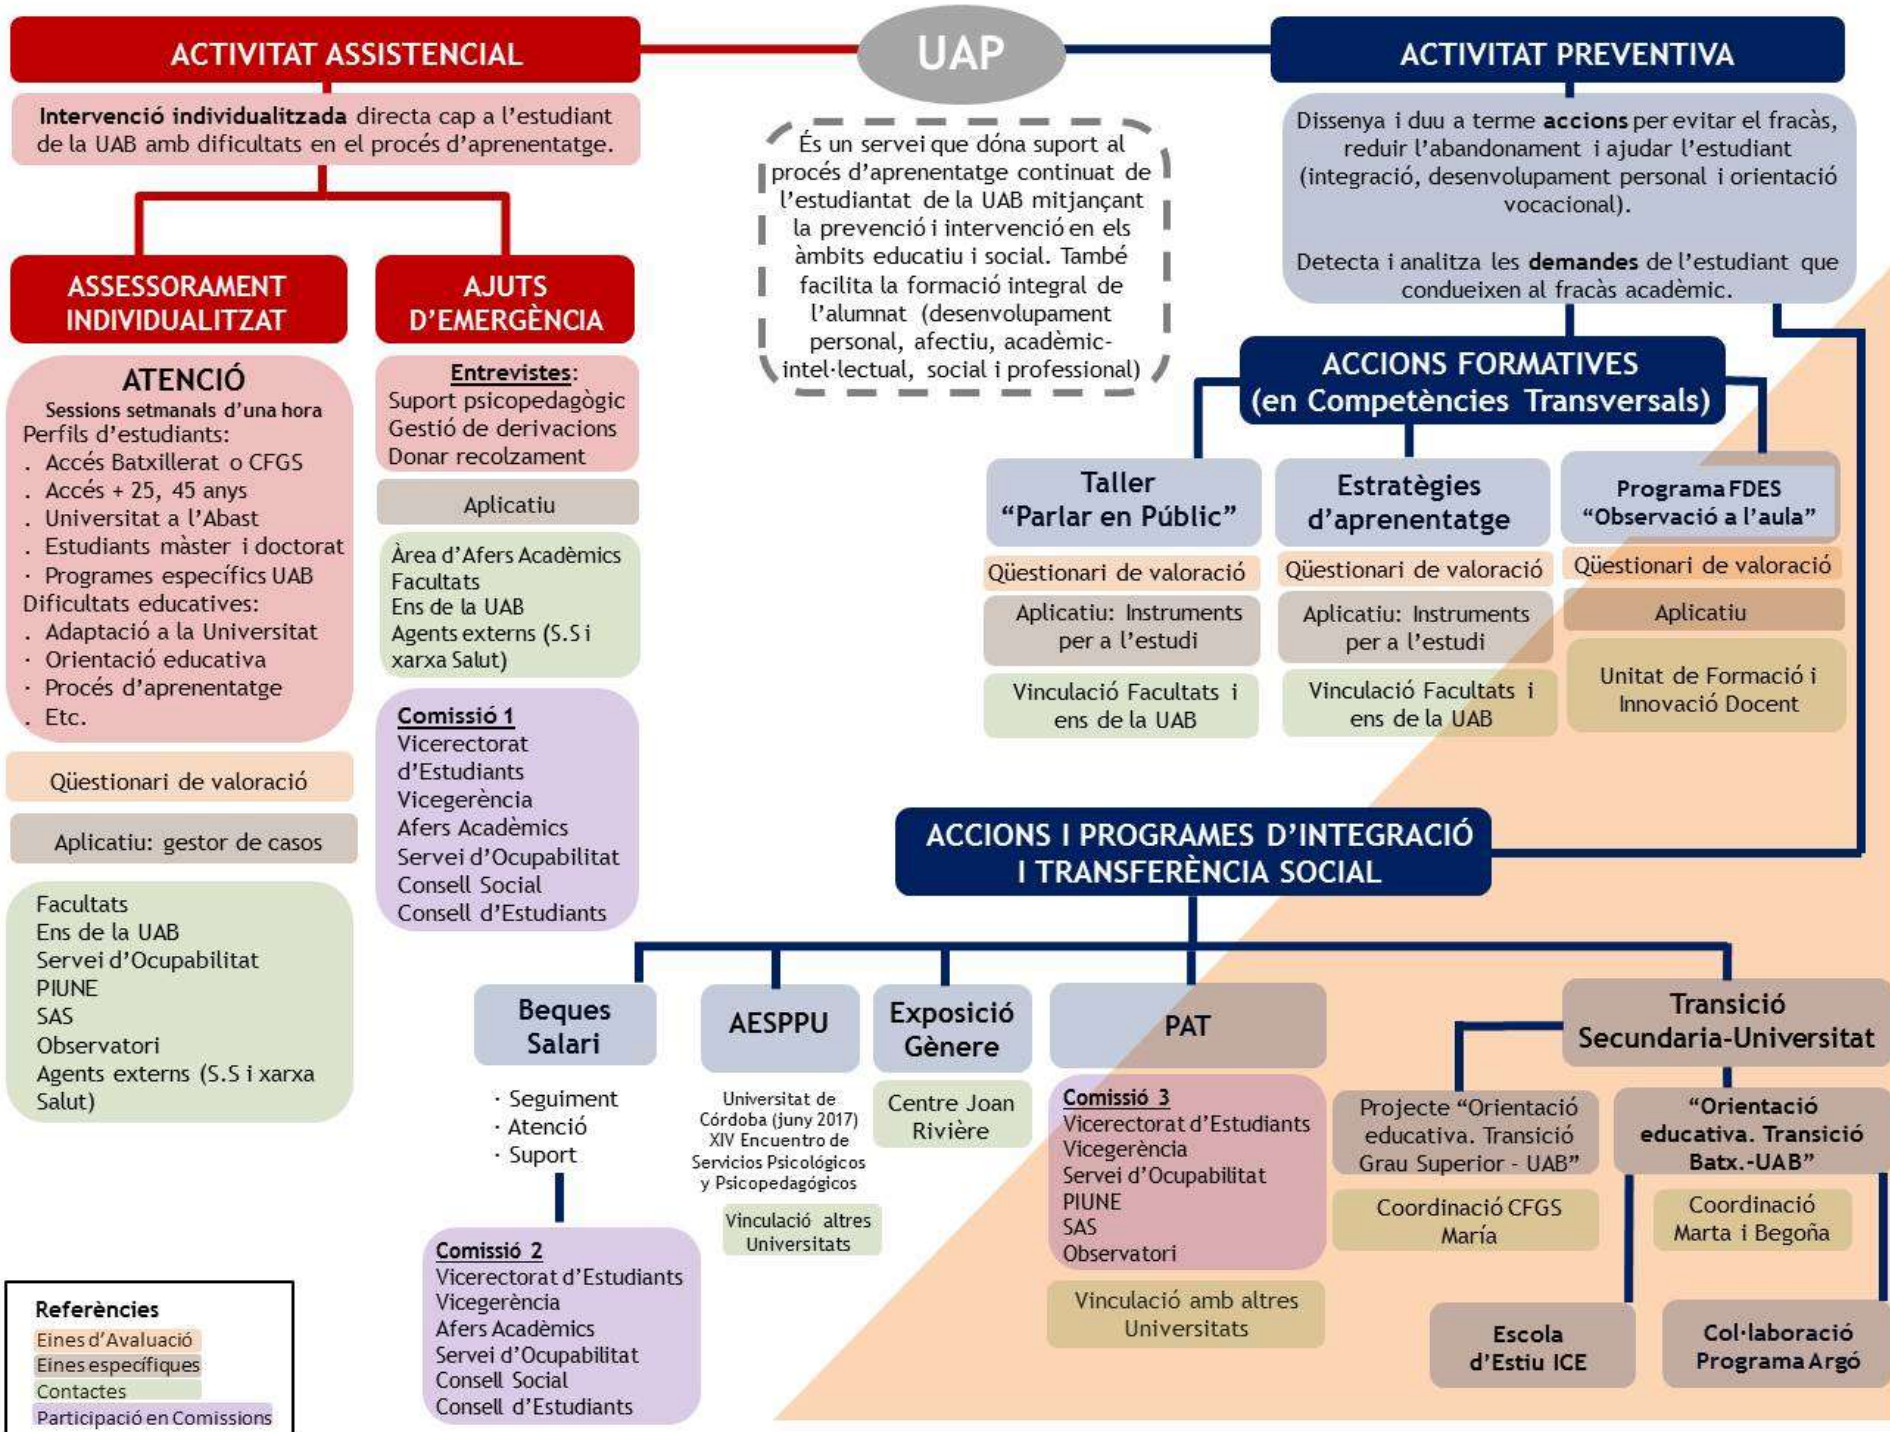 UAP
És un servei que dóna suport al
procés d'aprenentatge continuat de
l'estudiantat de la UAB mitjançant
la prevenció i intervenció en els
àmbits educatiu i social. També
facilita la formació integral de
l'alumnat (desenvolupament
personal, afectiu, acadèmic-
intel·lectual, social i professional)
ACTIVITAT ASSISTENCIAL
Intervenció individualitzada directa cap a l'estudiant
de la UAB amb dificultats en el procés d'aprenentatge.
ASSESSORAMENT
INDIVIDUALITZAT
ATENCIÓ
Sessions setmanals d'una hora
Perfils d'estudiants:
. Accés Batxillerat o CFGS
. Accés + 25, 45 anys
. Universitat a l'Abast
. Estudiants màster i doctorat
· Programes específics UAB
Dificultats educatives:
. Adaptació a la Universitat
· Orientació educativa
· Procés d'aprenentatge
. Etc.
Qüestionari de valoració
Aplicatiu: gestor de casos
Facultats
Ens de la UAB
Servei d'Ocupabilitat
PIUNE
SAS
Observatori
Agents externs (S.S i xarxa
Salut)
AJUTS
D'EMERGÈNCIA
Entrevistes:
Suport psicopedagògic
Gestió de derivacions
Donar recolzament
Aplicatiu
Àrea d'Afers Acadèmics
Facultats
Ens de la UAB
Agents externs (S.S i
xarxa Salut)
Comissió 1
Vicerectorat
d'Estudiants
Vicegerència
Afers Acadèmics
Servei d'Ocupabilitat
Consell Social
Consell d'Estudiants
ACTIVITAT PREVENTIVA
Dissenya i duu a terme accions per evitar el fracàs,
reduir l'abandonament i ajudar l'estudiant
(integració, desenvolupament personal i orientació
vocacional).
Detecta i analitza les demandes de l'estudiant que
condueixen al fracàs acadèmic.
ACCIONS FORMATIVES
(en Competències Transversals)
Taller
“Parlar en Públic”
Qüestionari de valoració
Aplicatiu: Instruments
per a l'estudi
Vinculació Facultats i
ens de la UAB
Estratègies
d'aprenentatge
Qüestionari de valoració
Aplicatiu: Instruments
per a l'estudi
Vinculació Facultats i
ens de la UAB
Programa FDES
“Observació a l'aula”
Qüestionari de valoració
Aplicatiu
Unitat de Formació i
Innovació Docent
ACCIONS I PROGRAMES D'INTEGRACIÓ
I TRANSFERÈNCIA SOCIAL
Beques
Salari
· Seguiment
· Atenció
· Suport
Comissió 2
Vicerectorat d'Estudiants
Vicegerència
Afers Acadèmics
Servei d'Ocupabilitat
Consell Social
Consell d'Estudiants
AESPPU
Universitat de
Córdoba (juny 2017)
XIV Encuentro de
Servicios Psicológicos
y Psicopedagógicos
Vinculació altres
Universitats
Exposició
Gènere
Centre Joan
Rivière
PAT
Comissió 3
Vicerectorat d'Estudiants
Vicegerència
Servei d'Ocupabilitat
PIUNE
SAS
Observatori
Vinculació amb altres
Universitats
Transició
Secundaria-Universitat
Projecte “Orientació
educativa. Transició
Grau Superior - UAB”
Coordinació CFGS
María
“Orientació
educativa. Transició
Batx.-UAB”
Coordinació
Marta i Begoña
Escola
d'Estiu ICE
Col·laboració
Programa Argó
Referències
Eines d'Avaluació
Eines específiques
Contactes
Participació en Comissions